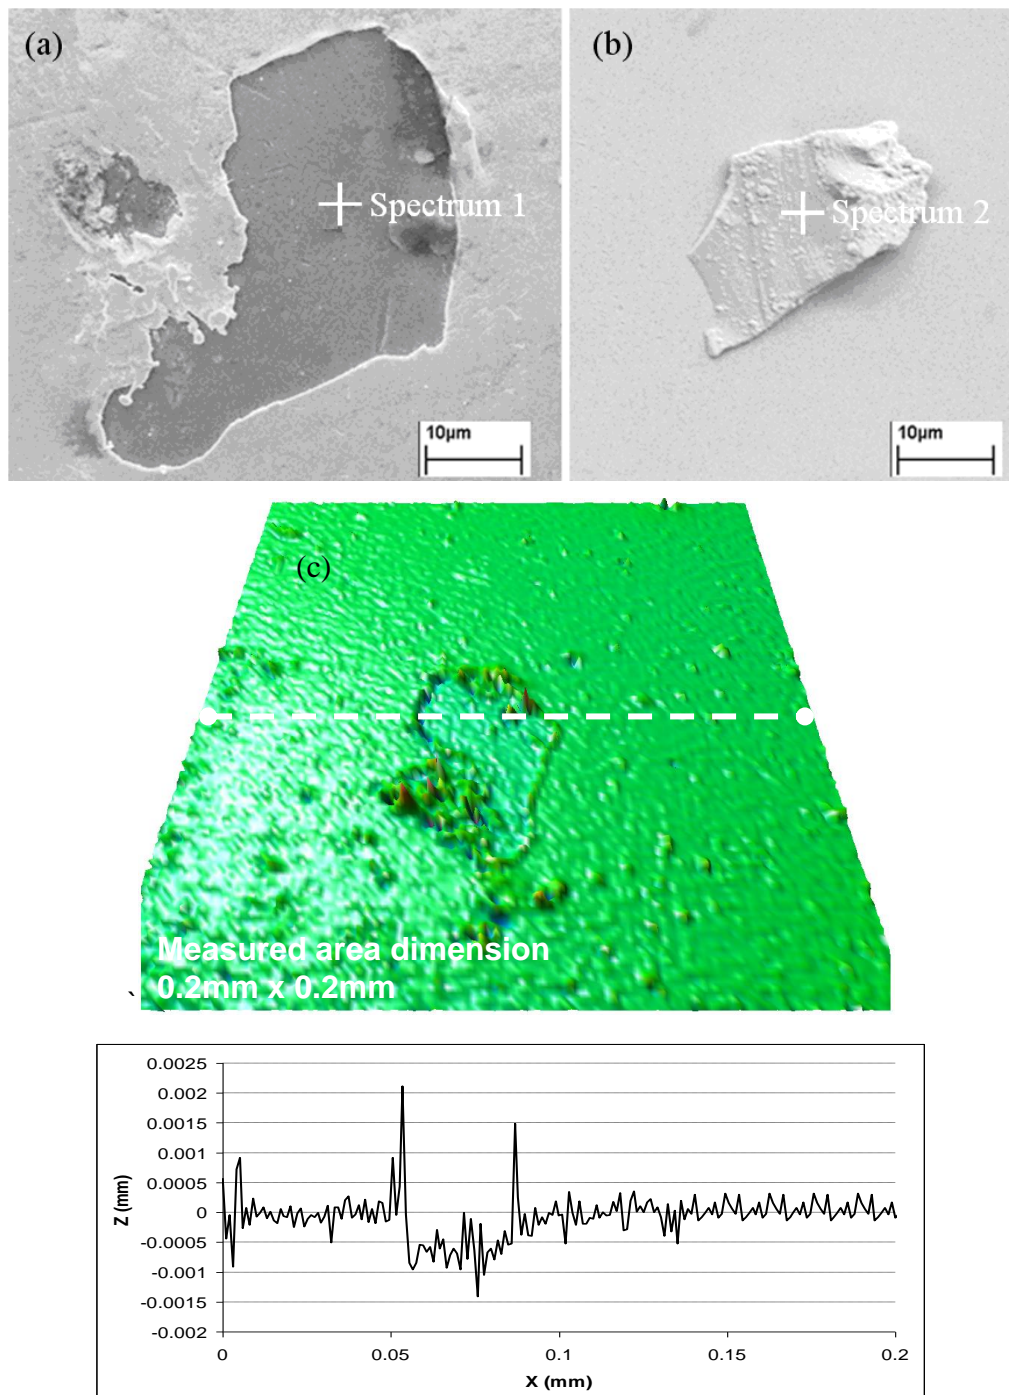 (a)
Spectrum 1
10µm
(b)
Spectrum 2
10µm
(c)
Measured area dimension
0.2mm x 0.2mm
`
Z (mm)
0.0025
0.002
0.0015
0.001
0.0005
0
-0.0005
-0.001
-0.0015
-0.002
0 0.05 0.1 0.15 0.2
X (mm)